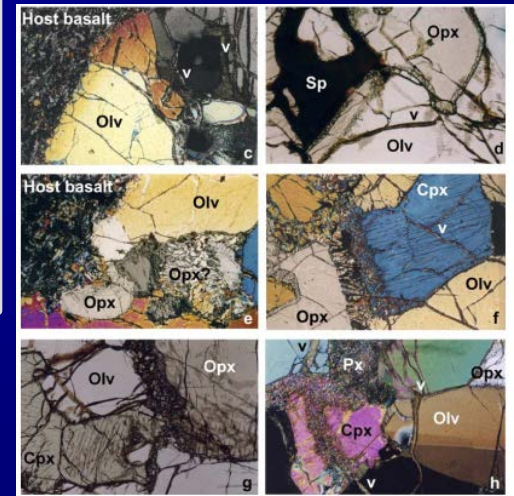 Host basalt
v
v
Olv
c
Opx
Sp
v
Olv
d
Host basalt
Olv
Opx?
Opx
e
Cpx
v
Olv
Opx
f
Olv
Opx
Cpx
g
v
Px
v
Opx
Olv
Cpx
v
h